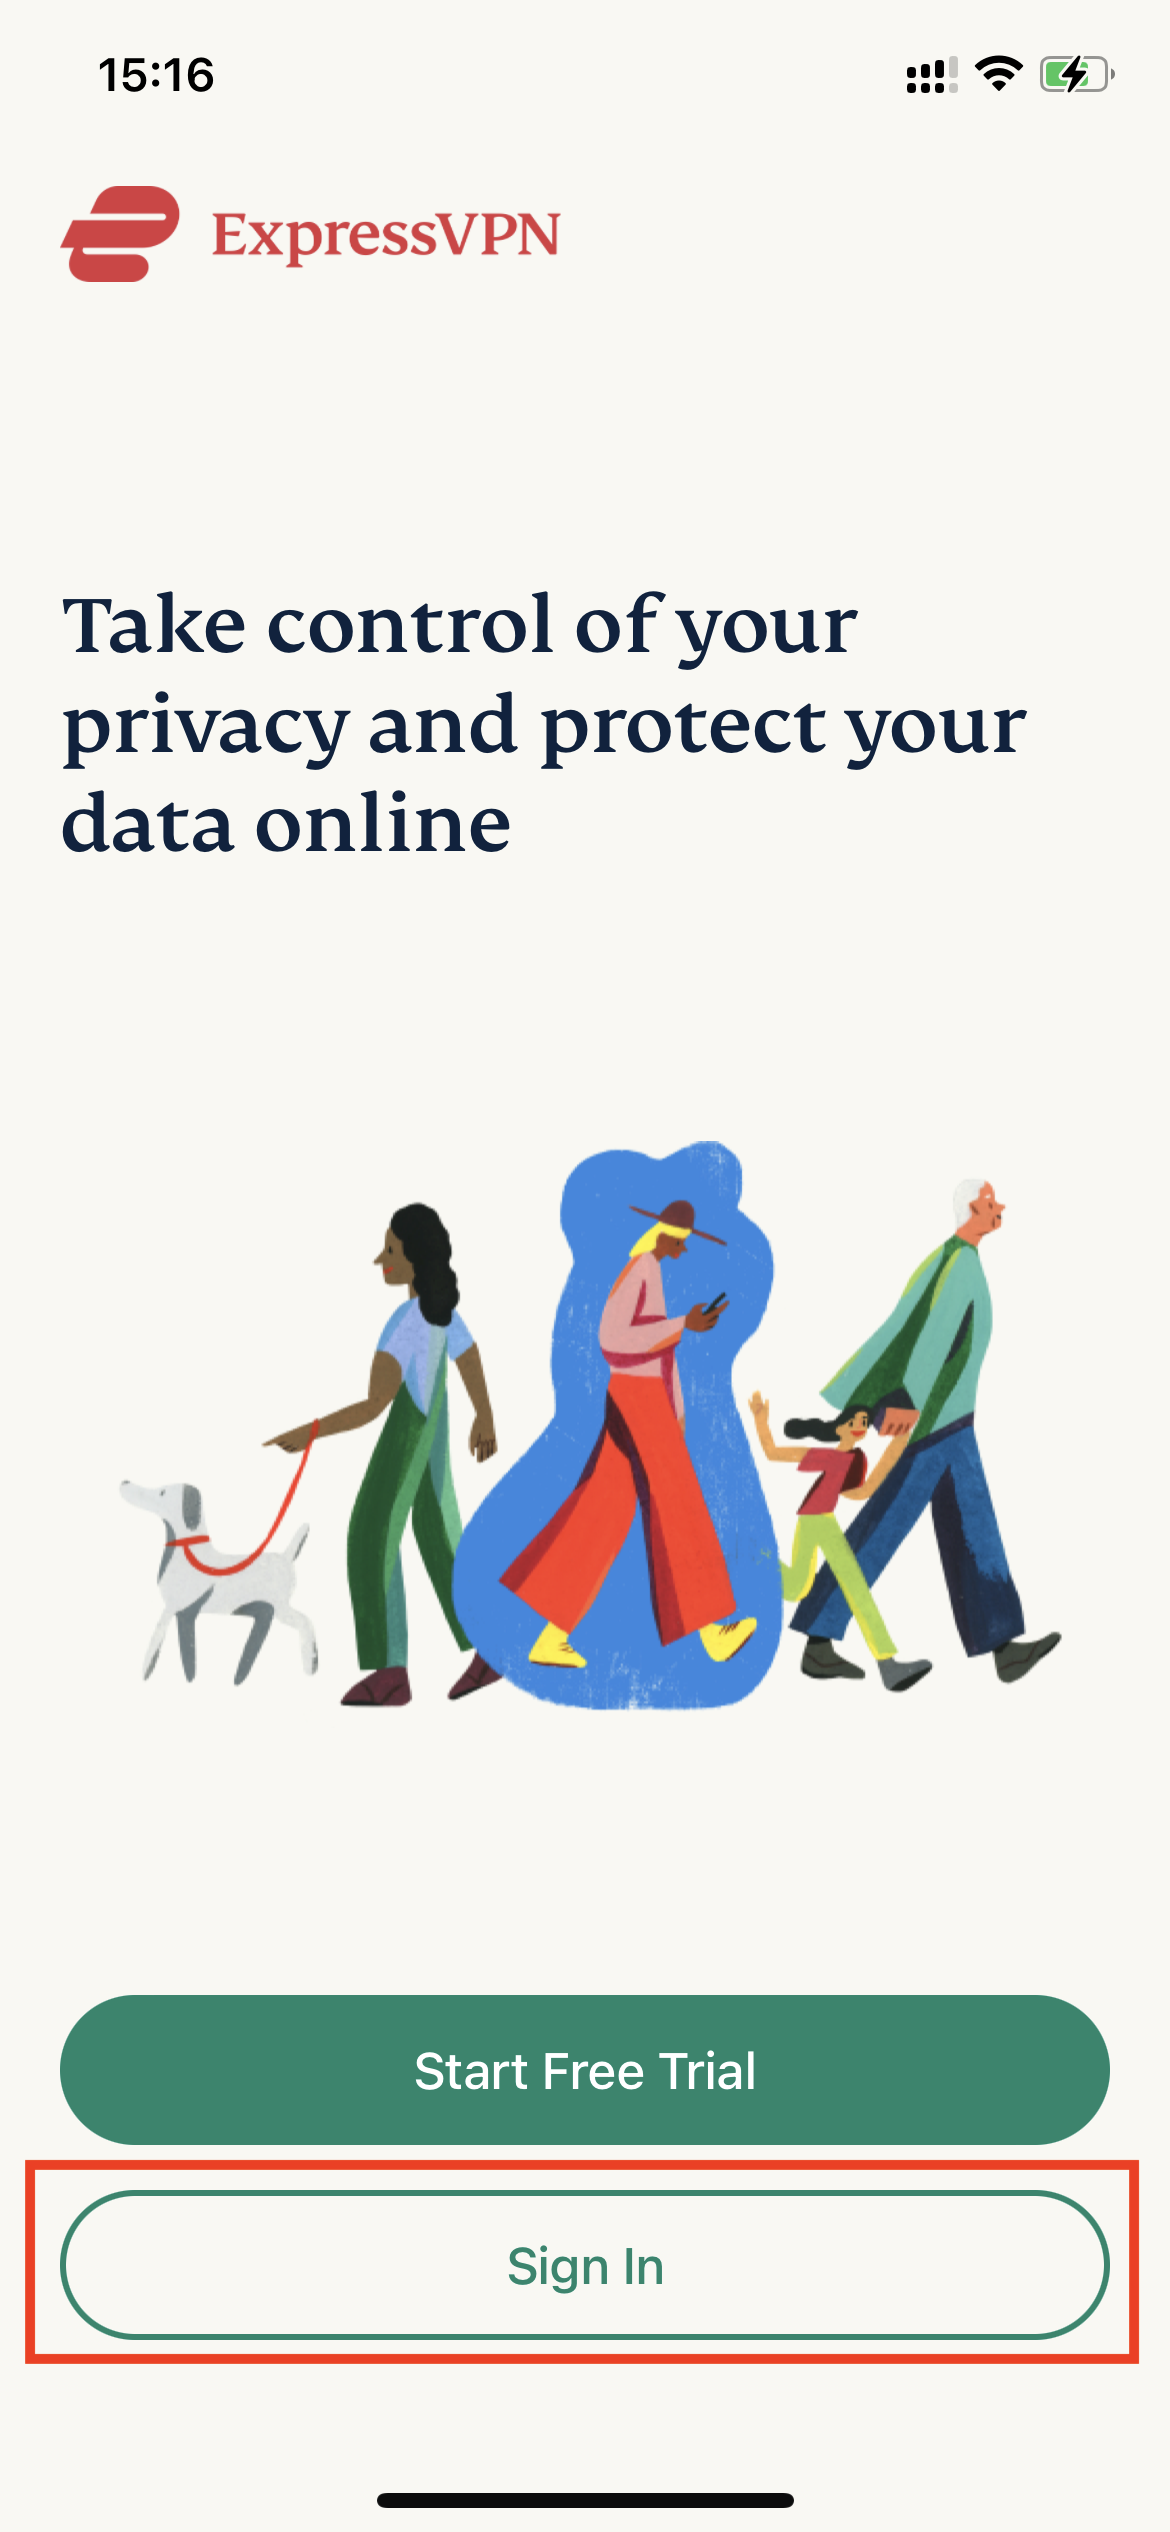 15:16
ExpressVPN
Take control of your
privacy and protect your
data online
Start Free Trial
Sign In